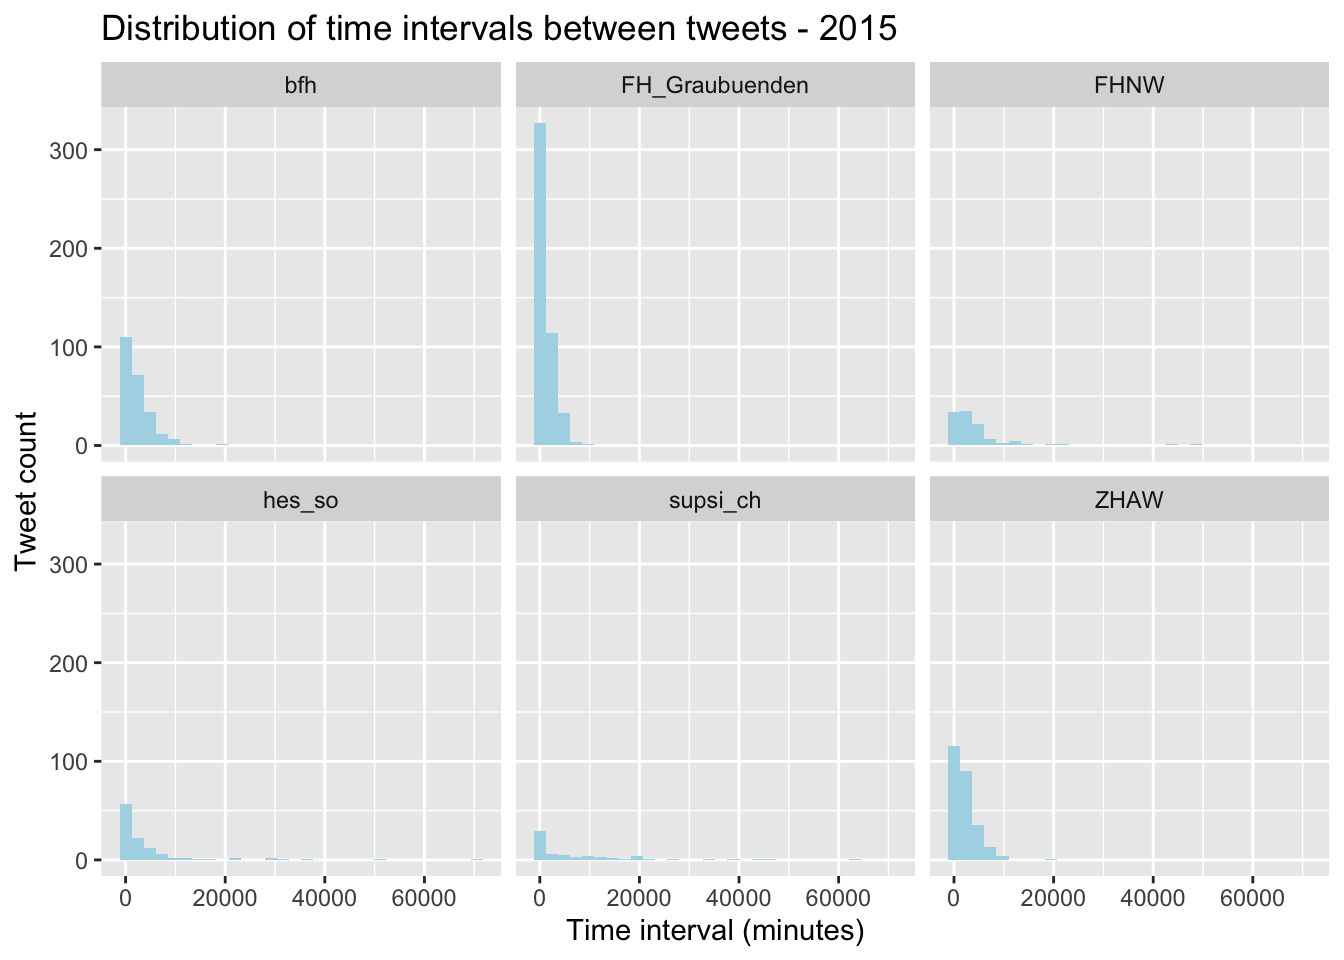 Distribution of time intervals between tweets - 2015
bfh
FH_Graubuenden
FHNW
300
200
100
0
hes_so
supsi_ch
ZHAW
300
200
100
0
Tweet count
0 20000 40000 60000
0 20000 40000 60000
0 20000 40000 60000
Time interval (minutes)